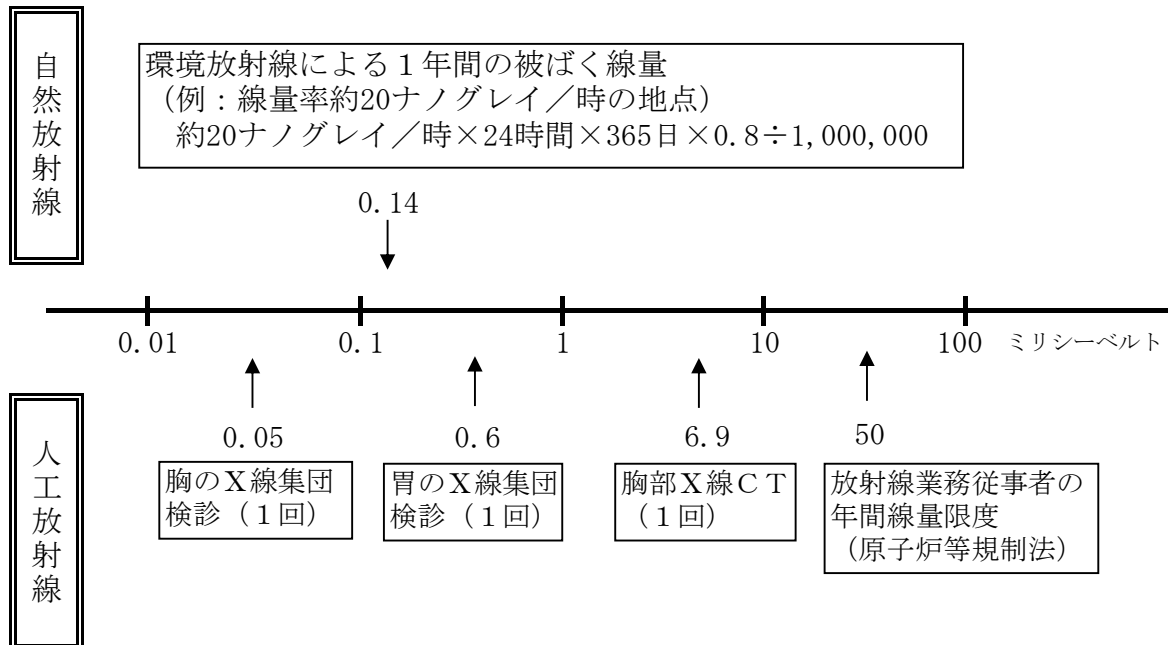 自然放射線
環境放射線による１年間の被ばく線量
（例：線量率約20ナノグレイ／時の地点）
約20ナノグレイ／時×24時間×365日×0.8÷1,000,000
0.14
0.01 0.1 1 10 100 ミリシーベルト
人工放射線
0.05 0.6 6.9 50
胸のＸ線集団
検診（１回）
胃のＸ線集団
検診（１回）
胸部Ｘ線ＣＴ
（１回）
放射線業務従事者の
年間線量限度
（原子炉等規制法）